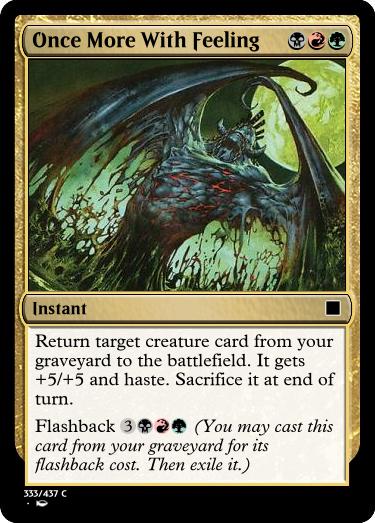 Once More With Feeling
Instant
Return target creature card from your
graveyard to the battlefield. It gets
+5/+5 and haste. Sacrifice it at end of
turn.
Flashback 3 (You may cast this
card from your graveyard for its
flashback cost. Then exile it.)
333/437 C